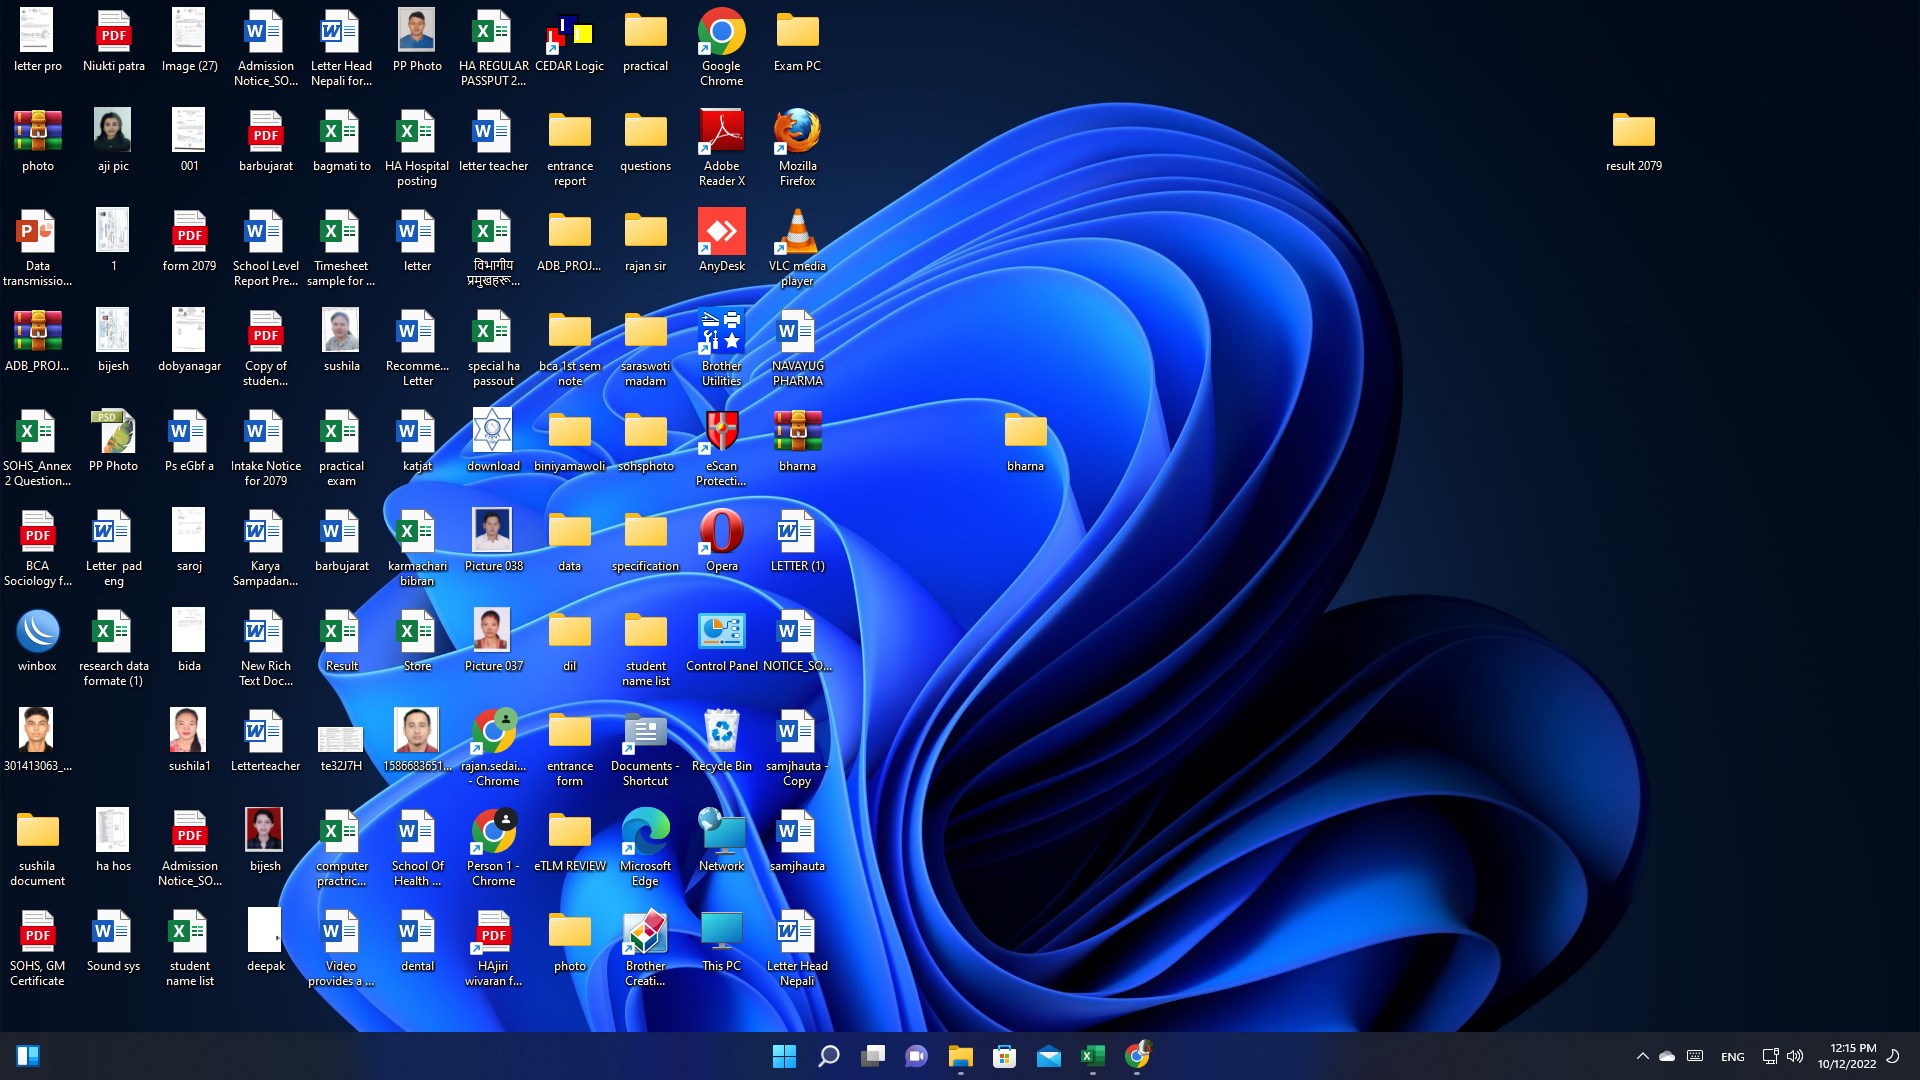 letter pro
Niukti patra
Image (27)
Admission
Notice_SO...
Letter Head
Nepali for...
PP Photo
HA REGULAR
PASSPUT 2...
CEDAR Logic
practical
Google
Chrome
Exam PC
photo
aji pic
001
PDF
barbujarat
bagmati to
HA Hospital
posting
letter teacher
entrance
report
questions
Adobe
Reader X
Mozilla
Firefox
result 2079
Data
transmissio...
1
form 2079
School Level
Report Pre...
Timesheet
sample for ...
letter
विभागीय
प्रमुखहरू...
ADB_PROJ...
rajan sir
AnyDesk
VLC media
player
ADB_PROJ...
bijesh
dobyanagar
Copy of
studen...
sushila
Recomme...
Letter
special ha
passout
bca 1st sem
note
saraswoti
madam
Brother
Utilities
NAVAYUG
PHARMA
SOHS_Annex
2 Question...
PSD
PP Photo
Ps eGbf a
Intake Notice
for 2079
practical
exam
katjat
download
biniyamawoli
sohsphoto
eScan
Protecti...
bharna
bharna
BCA
Sociology f...
Letter pad
eng
saroj
Karya
Sampadan...
barbujarat
karmachari
bibran
Picture 038
data
specification
Opera
LETTER (1)
winbox
research data
formate (1)
bida
New Rich
Text Doc...
Result
Store
Picture 037
dil
student
name list
Control Panel
NOTICE_SO...
301413063_...
sushila1
Letterteacher
te32J7H
1586683651...
rajan.sedai...
- Chrome
entrance
form
Documents -
Shortcut
Recycle Bin
samjhauta -
Copy
sushila
document
ha hos
Admission
Notice_SO...
bijesh
computer
practric...
School Of
Health ...
Person 1 -
Chrome
eTLM REVIEW
Microsoft
Edge
Network
samjhauta
SOHS, GM
Certificate
Sound sys
student
name list
deepak
Video
provides a ...
dental
HAjiri
wivaran f...
photo
Brother
Creati...
This PC
Letter Head
Nepali
ENG
12:15 PM
10/12/2022